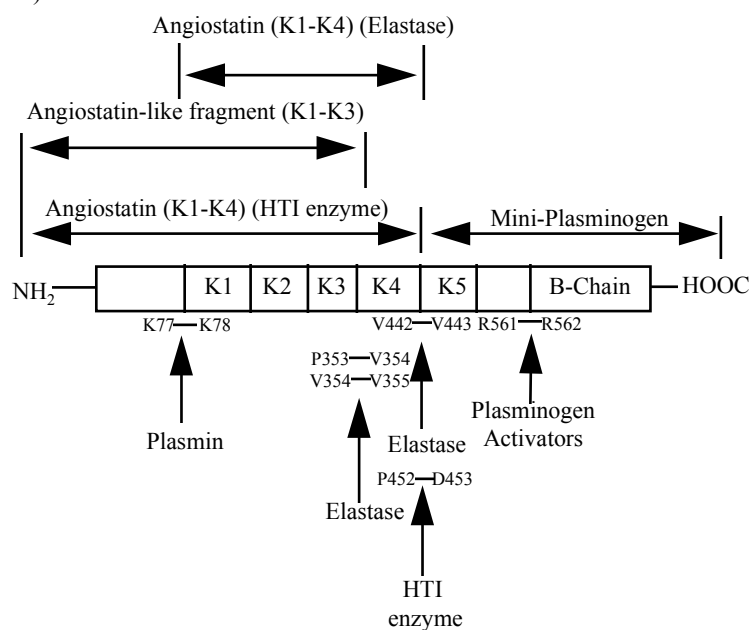 )
Angiostatin (K1-K4) (Elastase)
Angiostatin-like fragment (K1-K3)
Angiostatin (K1-K4) (HTI enzyme)
Mini-Plasminogen
NH2 K1 K2 K3 K4 K5 B-Chain HOOC
K77 K78 V442 V443 R561 R562
P353 V354
V354 V355
Plasmin
Elastase
Plasminogen
Activators
P452 D453
Elastase
HTI
enzyme